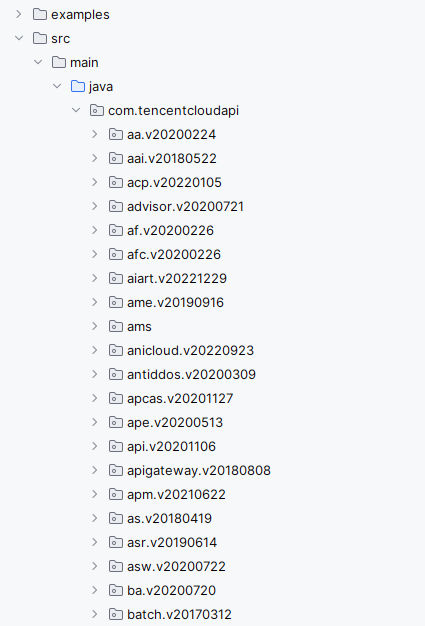 examples
src
main
java
com.tencentcloudapi
aa.v20200224
aai.v20180522
acp.v20220105
advisor.v20200721
af.v20200226
afc.v20200226
aiart.v20221229
ame.v20190916
ams
anicloud.v20220923
antiddos.v20200309
apcas.v20201127
ape.v20200513
api.v20201106
apigateway.v20180808
apm.v20210622
as.v20180419
asr.v20190614
asw.v20200722
ba.v20200720
batch.v20170312